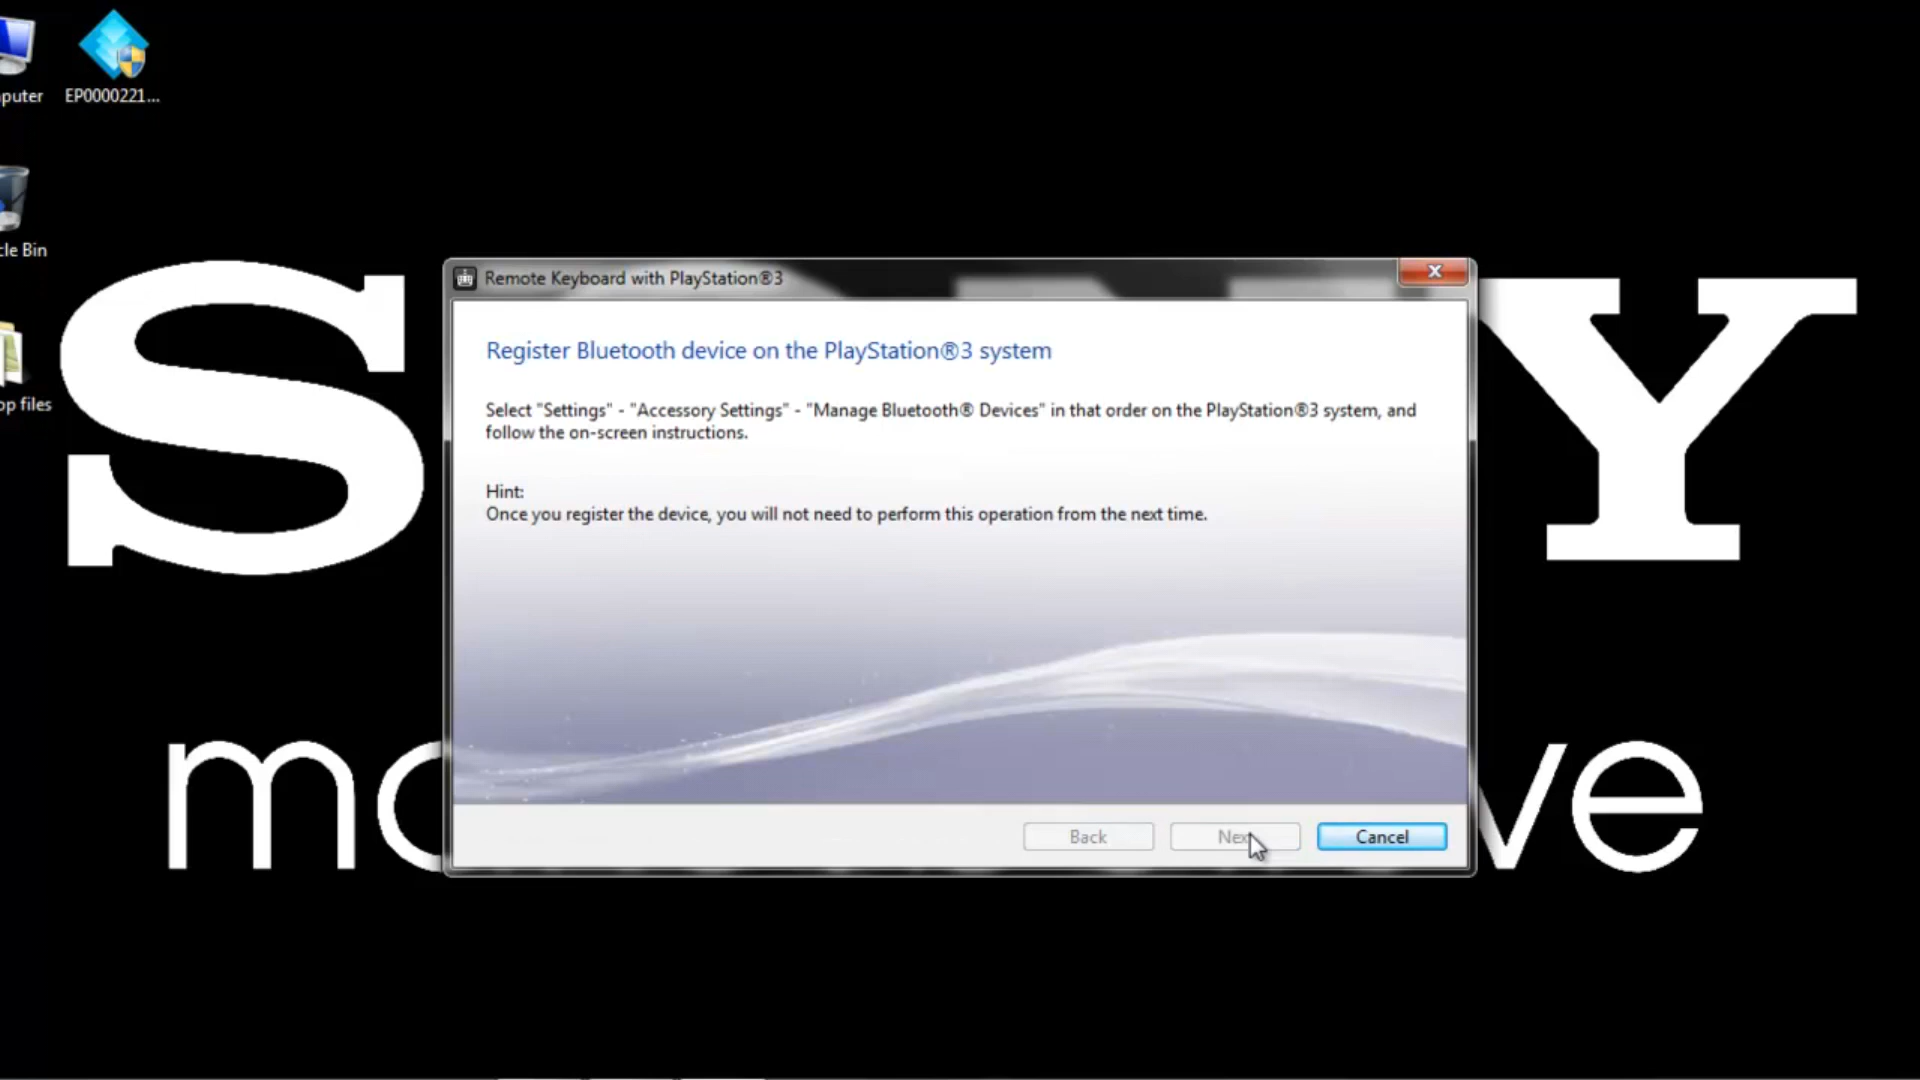 puter
EP0000221...
cle Bin
op files
S
Y
Remote Keyboard with PlayStation®3
Register Bluetooth device on the PlayStation®3 system
Select "Settings" - "Accessory Settings" - "Manage Bluetooth® Devices" in that order on the PlayStation®3 system, and
follow the on-screen instructions.
Hint:
Once you register the device, you will not need to perform this operation from the next time.
m
ve
Back
Next
Cancel